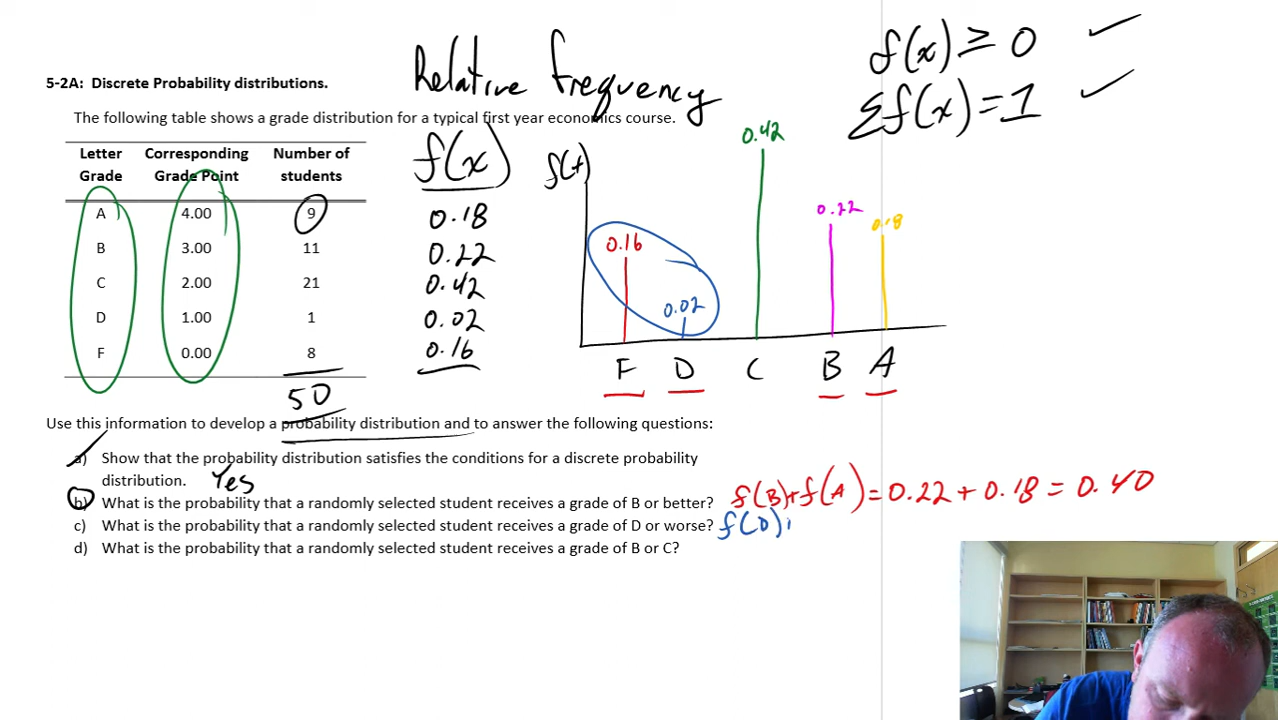 Relative frequency
f(x) ≥ 0 ✓
Σf(x) = 1 ✓
5-2A: Discrete Probability distributions.
The following table shows a grade distribution for a typical first year economics course.
Letter Grade Corresponding Grade Point Number of students f(x)
A 4.00 9 0.18
B 3.00 11 0.22
C 2.00 21 0.42
D 1.00 1 0.02
F 0.00 8 0.16
50
f(x)
0.16 0.02 0.42 0.22 0.18
F D C B A
Use this information to develop a probability distribution and to answer the following questions:
a) Show that the probability distribution satisfies the conditions for a discrete probability
distribution. Yes
b) What is the probability that a randomly selected student receives a grade of B or better? f(B)+f(A) = 0.22 + 0.18 = 0.40
c) What is the probability that a randomly selected student receives a grade of D or worse? f(D)
d) What is the probability that a randomly selected student receives a grade of B or C?